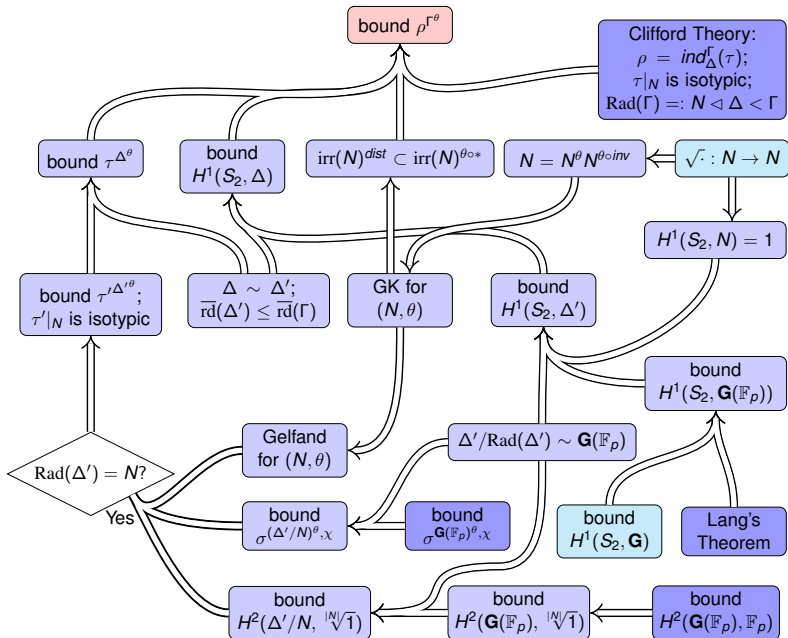 bound ρ^{Γ^θ}
Clifford Theory:
ρ = ind_Δ^Γ(τ);
τ|_N is isotypic;
Rad(Γ) =: N ◁ Δ < Γ
bound τ^{Δ^θ}
bound
H^1(S_2, Δ)
irr(N)^{dist} ⊂ irr(N)^{θ∘*}
N = N^θ N^{θ∘inv}
√· : N → N
H^1(S_2, N) = 1
bound τ'^{Δ'^θ};
τ'|_N is isotypic
Δ ∼ Δ';
r̅d̅(Δ') ≤ r̅d̅(Γ)
GK for
(N, θ)
bound
H^1(S_2, Δ')
bound
H^1(S_2, G(𝔽_p))
Rad(Δ') = N?
Yes
Gelfand
for (N, θ)
Δ'/Rad(Δ') ∼ G(𝔽_p)
bound
σ^{(Δ'/N)^θ,χ}
bound
σ^{G(𝔽_p)^θ,χ}
bound
H^1(S_2, G)
Lang's
Theorem
bound
H^2(Δ'/N, \sqrt[|N|]{1})
bound
H^2(G(𝔽_p), \sqrt[|N|]{1})
bound
H^2(G(𝔽_p), 𝔽_p)